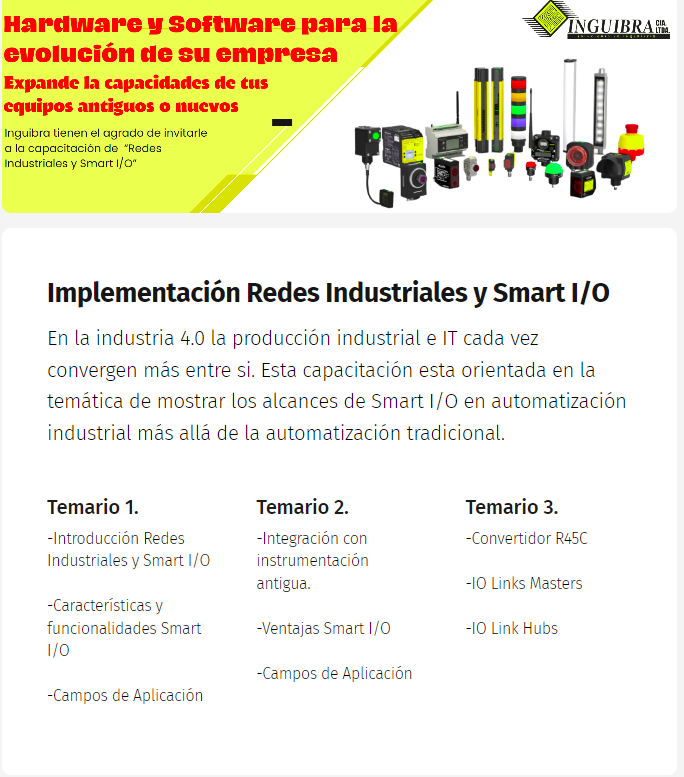 Hardware y Software para la
evolución de su empresa
Expande la capacidades de tus
equipos antiguos o nuevos
Inguibra tienen el agrado de invitarle
a la capacitación de “Redes
Industriales y Smart I/O”
INGUIBRA CIA. LTDA.
Implementación Redes Industriales y Smart I/O
En la industria 4.0 la producción industrial e IT cada vez
convergen más entre si. Esta capacitación esta orientada en la
temática de mostrar los alcances de Smart I/O en automatización
industrial más allá de la automatización tradicional.
Temario 1.
-Introducción Redes
Industriales y Smart I/O
-Características y
funcionalidades Smart
I/O
-Campos de Aplicación
Temario 2.
-Integración con
instrumentación
antigua.
-Ventajas Smart I/O
-Campos de Aplicación
Temario 3.
-Convertidor R45C
-IO Links Masters
-IO Link Hubs